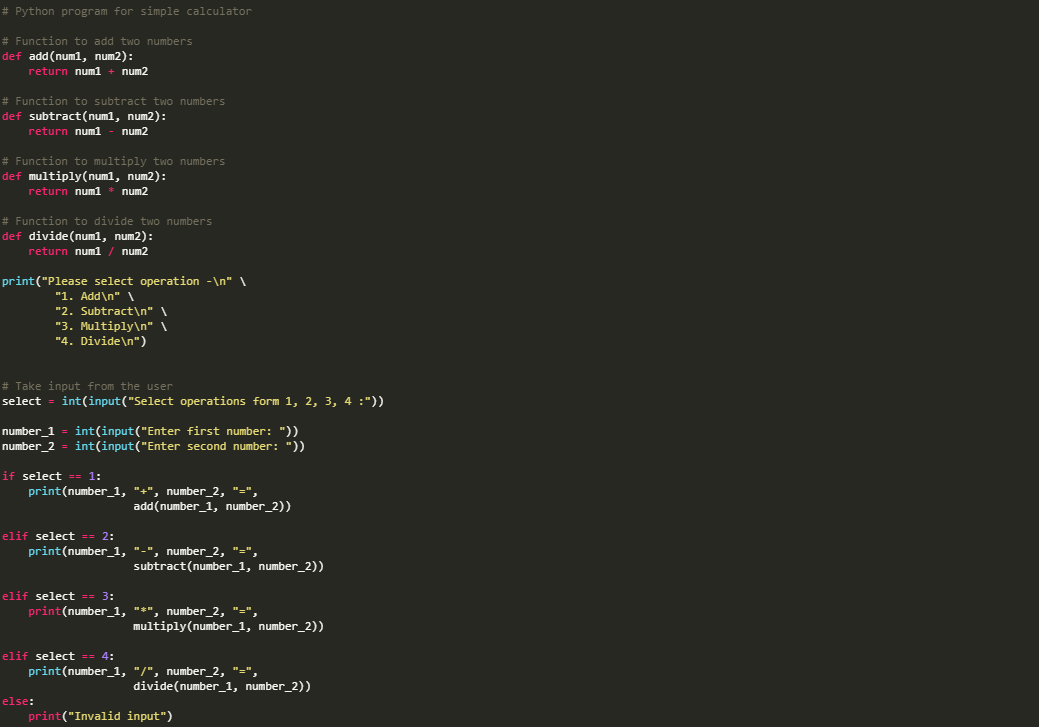 # Python program for simple calculator
# Function to add two numbers
def add(num1, num2):
    return num1 + num2
# Function to subtract two numbers
def subtract(num1, num2):
    return num1 - num2
# Function to multiply two numbers
def multiply(num1, num2):
    return num1 * num2
# Function to divide two numbers
def divide(num1, num2):
    return num1 / num2
print("Please select operation -\n" \
        "1. Add\n" \
        "2. Subtract\n" \
        "3. Multiply\n" \
        "4. Divide\n")
# Take input from the user
select = int(input("Select operations form 1, 2, 3, 4 :"))
number_1 = int(input("Enter first number: "))
number_2 = int(input("Enter second number: "))
if select == 1:
    print(number_1, "+", number_2, "=",
                    add(number_1, number_2))
elif select == 2:
    print(number_1, "-", number_2, "=",
                    subtract(number_1, number_2))
elif select == 3:
    print(number_1, "*", number_2, "=",
                    multiply(number_1, number_2))
elif select == 4:
    print(number_1, "/", number_2, "=",
                    divide(number_1, number_2))
else:
    print("Invalid input")